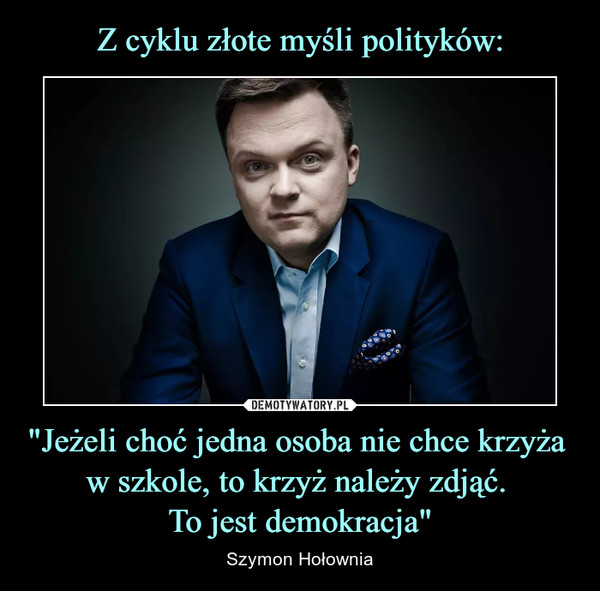 Z cyklu złote myśli polityków:
DEMOTYWATORY.PL
"Jeżeli choć jedna osoba nie chce krzyża
w szkole, to krzyż należy zdjąć.
To jest demokracja"
Szymon Hołownia